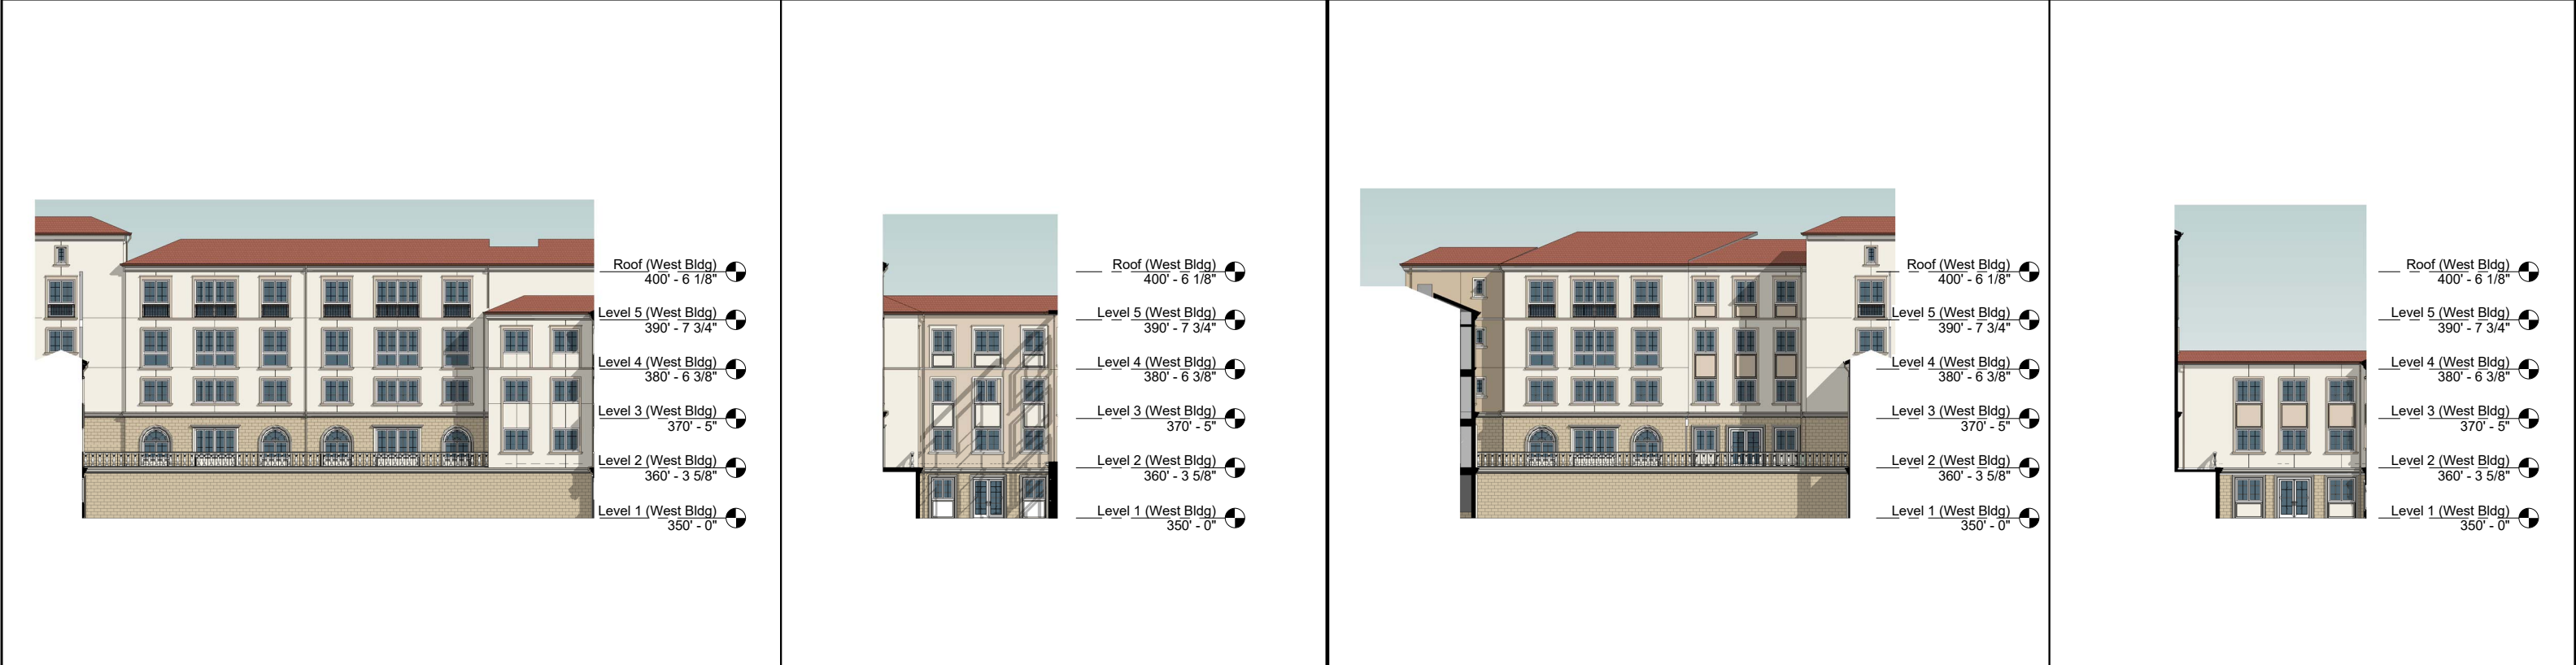 Roof (West Bldg)
400' - 6 1/8"
Level 5 (West Bldg)
390' - 7 3/4"
Level 4 (West Bldg)
380' - 6 3/8"
Level 3 (West Bldg)
370' - 5"
Level 2 (West Bldg)
360' - 3 5/8"
Level 1 (West Bldg)
350' - 0"
Roof (West Bldg)
400' - 6 1/8"
Level 5 (West Bldg)
390' - 7 3/4"
Level 4 (West Bldg)
380' - 6 3/8"
Level 3 (West Bldg)
370' - 5"
Level 2 (West Bldg)
360' - 3 5/8"
Level 1 (West Bldg)
350' - 0"
Roof (West Bldg)
400' - 6 1/8"
Level 5 (West Bldg)
390' - 7 3/4"
Level 4 (West Bldg)
380' - 6 3/8"
Level 3 (West Bldg)
370' - 5"
Level 2 (West Bldg)
360' - 3 5/8"
Level 1 (West Bldg)
350' - 0"
Roof (West Bldg)
400' - 6 1/8"
Level 5 (West Bldg)
390' - 7 3/4"
Level 4 (West Bldg)
380' - 6 3/8"
Level 3 (West Bldg)
370' - 5"
Level 2 (West Bldg)
360' - 3 5/8"
Level 1 (West Bldg)
350' - 0"